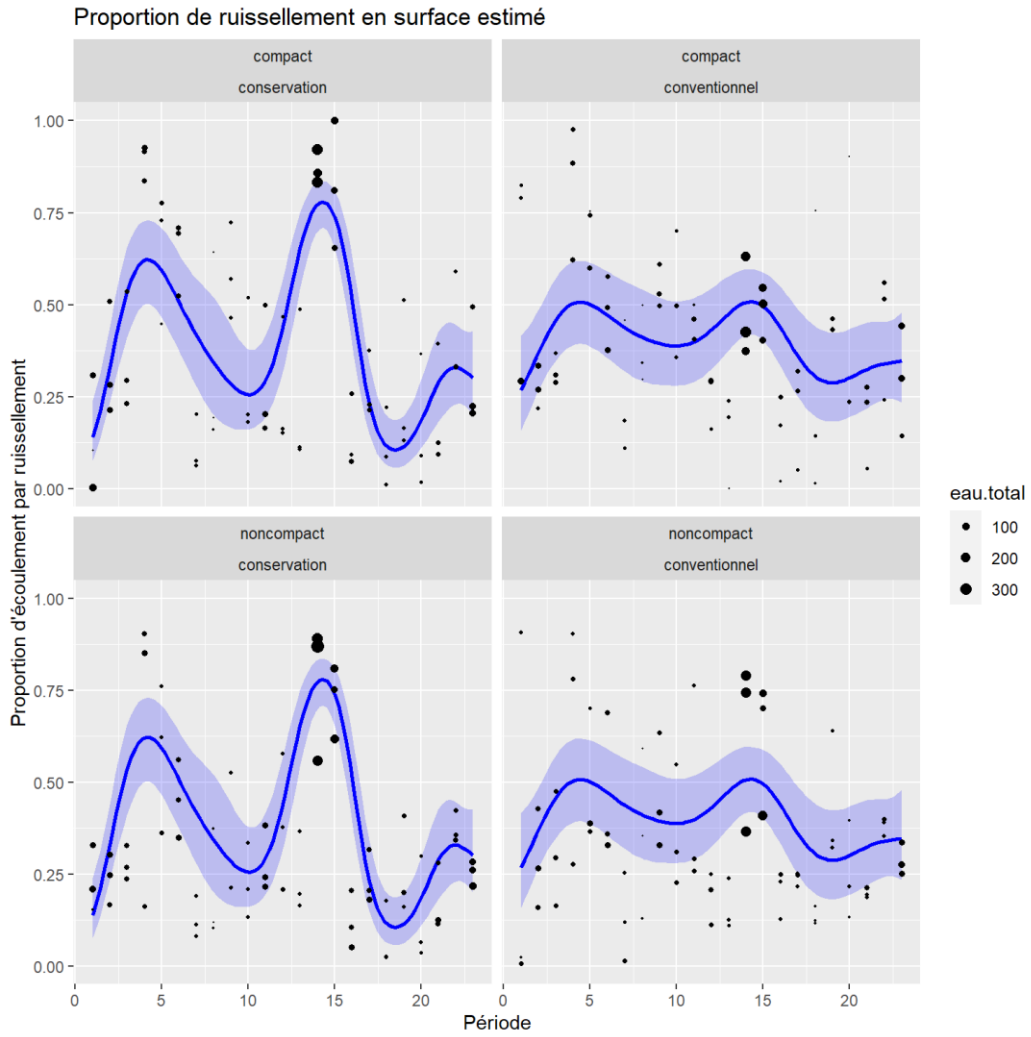 Proportion de ruissellement en surface estimé
compact
conservation
compact
conventionnel
1.00
0.75
0.50
0.25
0.00
noncompact
conservation
noncompact
conventionnel
1.00
0.75
0.50
0.25
0.00
0 5 10 15 20
0 5 10 15 20
Période
Proportion d'écoulement par ruissellement
eau.total
100
200
300